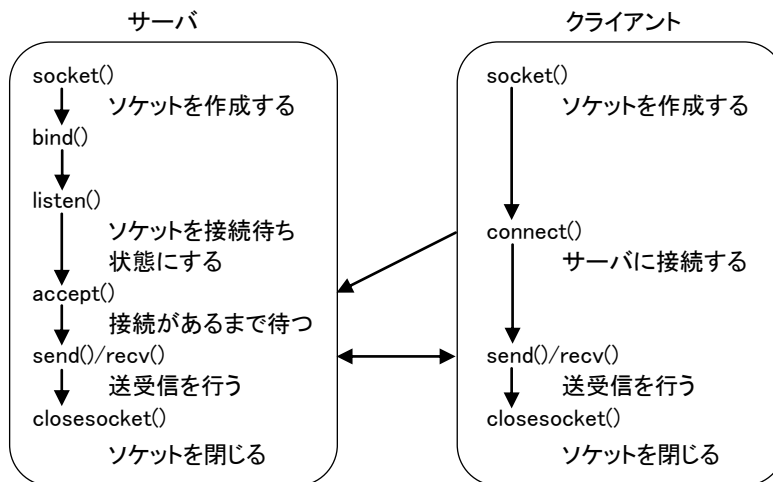 サーバ
socket()
ソケットを作成する
bind()
listen()
ソケットを接続待ち
状態にする
accept()
接続があるまで待つ
send()/recv()
送受信を行う
closesocket()
ソケットを閉じる
クライアント
socket()
ソケットを作成する
connect()
サーバに接続する
send()/recv()
送受信を行う
closesocket()
ソケットを閉じる